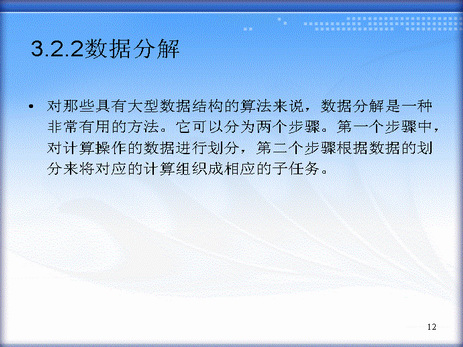 3.2.2数据分解
• 对那些具有大型数据结构的算法来说，数据分解是一种
非常有用的方法。它可以分为两个步骤。第一个步骤中，
对计算操作的数据进行划分，第二个步骤根据数据的划
分来将对应的计算组织成相应的子任务。
12